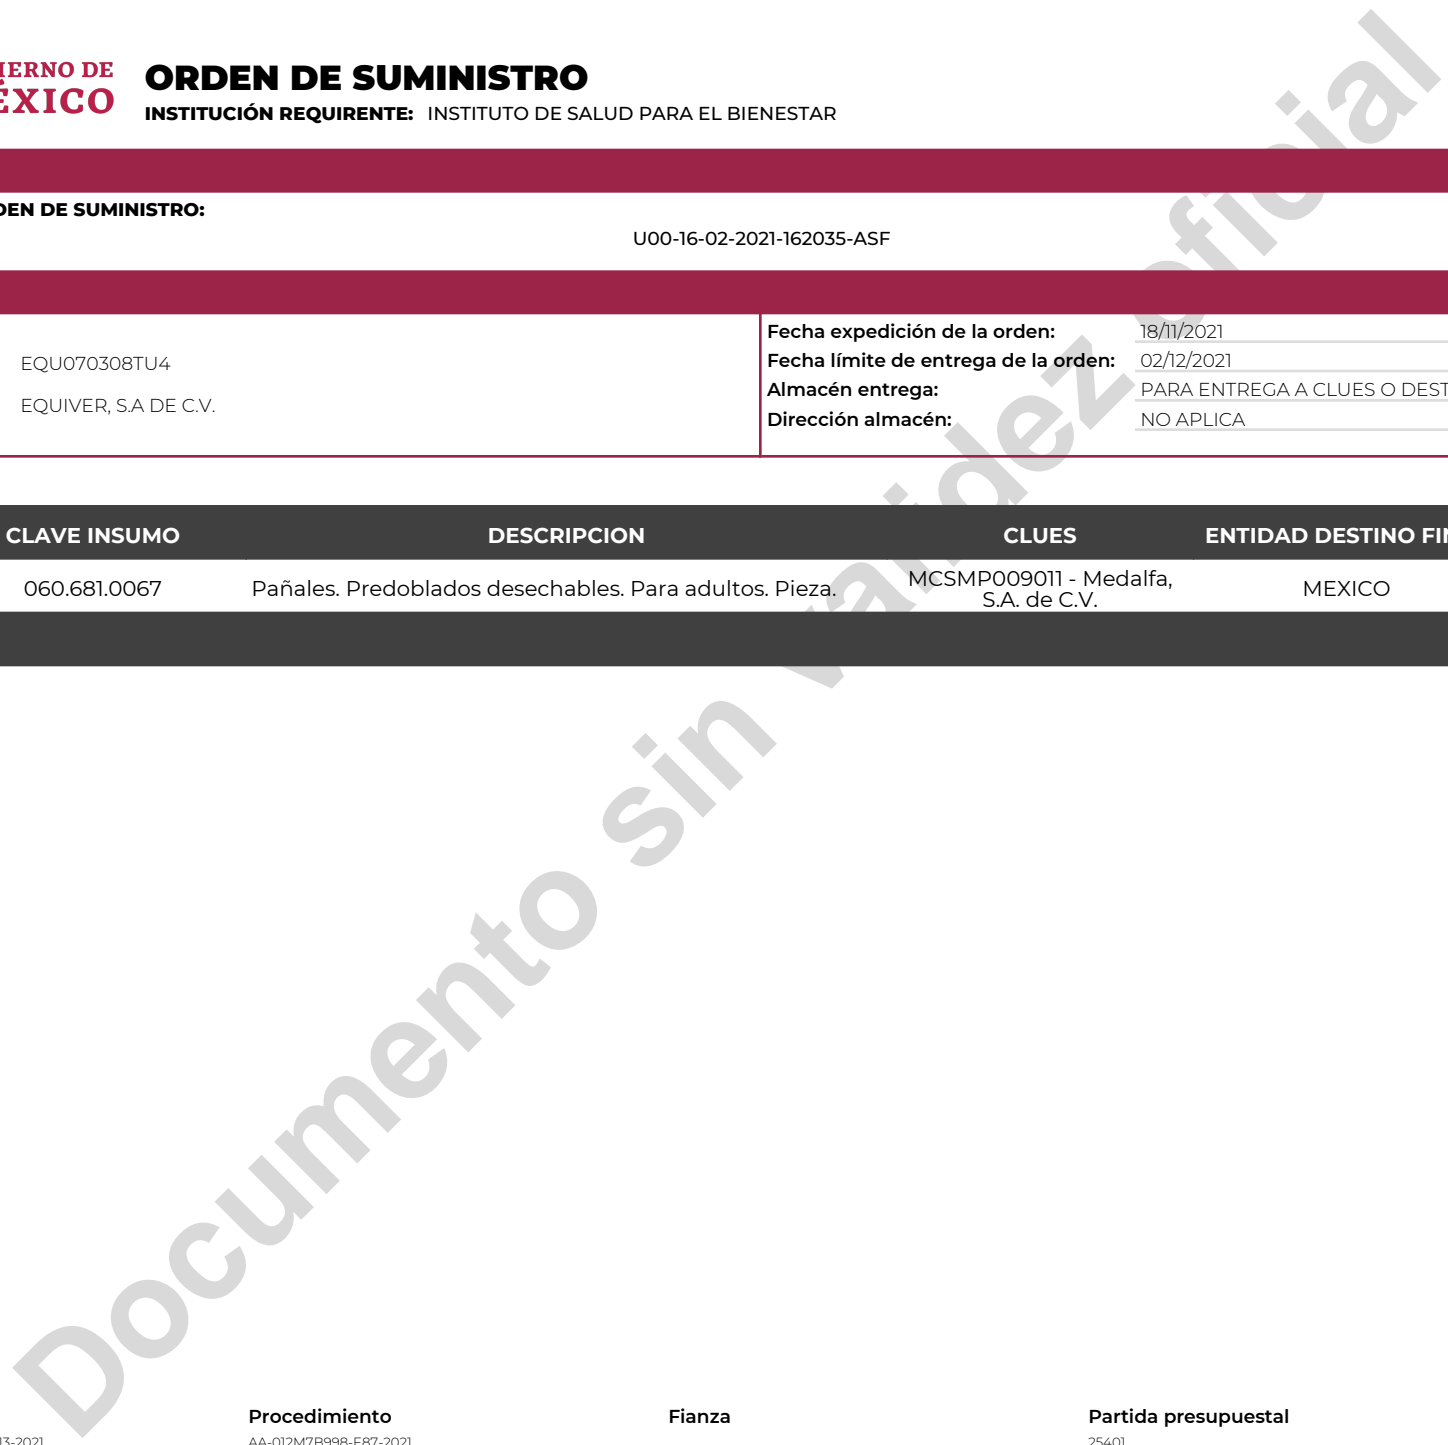 IERNO DE
ÉXICO
ORDEN DE SUMINISTRO
INSTITUCIÓN REQUIRENTE: INSTITUTO DE SALUD PARA EL BIENESTAR
DEN DE SUMINISTRO:
U00-16-02-2021-162035-ASF
EQU070308TU4
EQUIVER, S.A DE C.V.
Fecha expedición de la orden: 18/11/2021
Fecha límite de entrega de la orden: 02/12/2021
Almacén entrega: PARA ENTREGA A CLUES O DEST
Dirección almacén: NO APLICA
CLAVE INSUMO DESCRIPCION CLUES ENTIDAD DESTINO FIN
060.681.0067 Pañales. Predoblados desechables. Para adultos. Pieza. MCSMP009011 - Medalfa, S.A. de C.V. MEXICO
Documento sin validez oficial
Procedimiento Fianza Partida presupuestal
13-2021 AA-012M7B998-E87-2021 25401